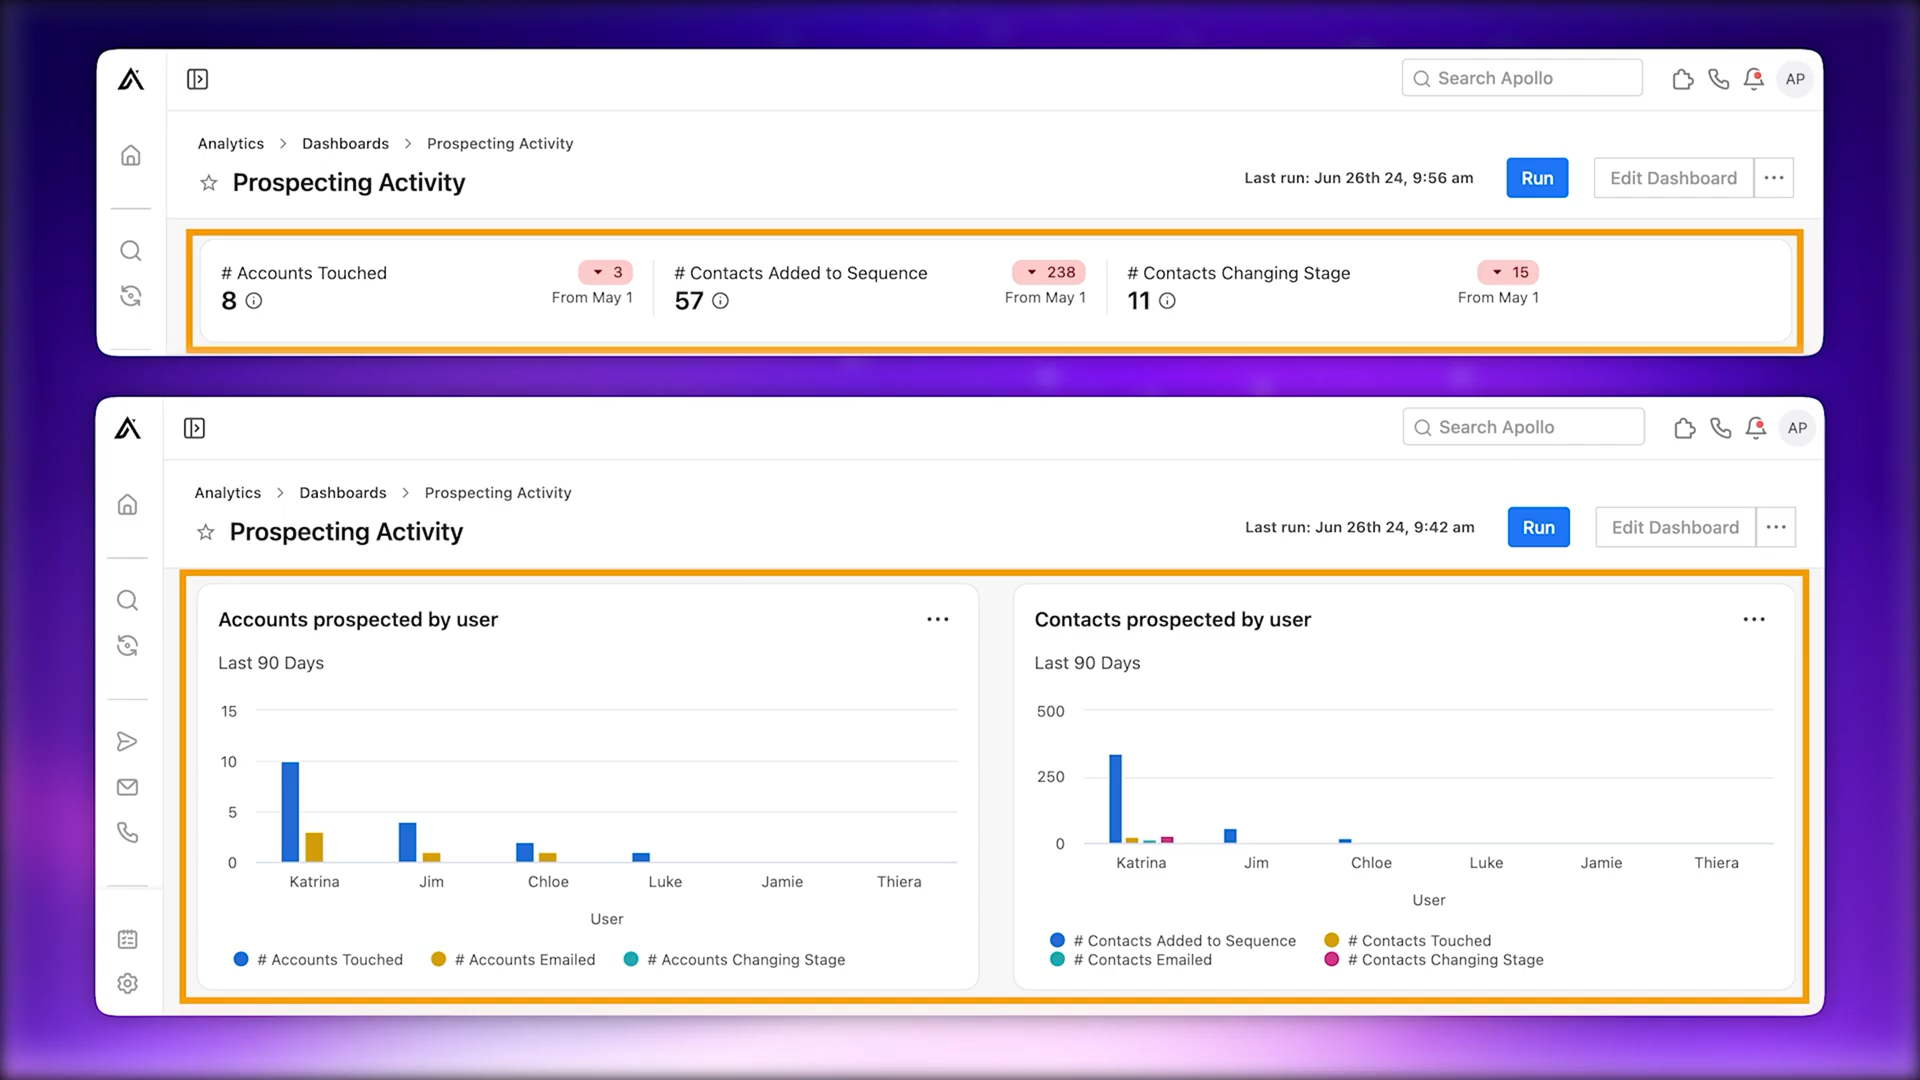 Search Apollo
AP
Analytics > Dashboards > Prospecting Activity
Prospecting Activity
Last run: Jun 26th 24, 9:56 am
Run
Edit Dashboard
# Accounts Touched
3
8
From May 1
# Contacts Added to Sequence
238
57
From May 1
# Contacts Changing Stage
15
11
From May 1
Search Apollo
AP
Analytics > Dashboards > Prospecting Activity
Prospecting Activity
Last run: Jun 26th 24, 9:42 am
Run
Edit Dashboard
Accounts prospected by user
Last 90 Days
15
10
5
0
Katrina Jim Chloe Luke Jamie Thiera
User
# Accounts Touched # Accounts Emailed # Accounts Changing Stage
Contacts prospected by user
Last 90 Days
500
250
0
Katrina Jim Chloe Luke Jamie Thiera
User
# Contacts Added to Sequence # Contacts Touched
# Contacts Emailed # Contacts Changing Stage